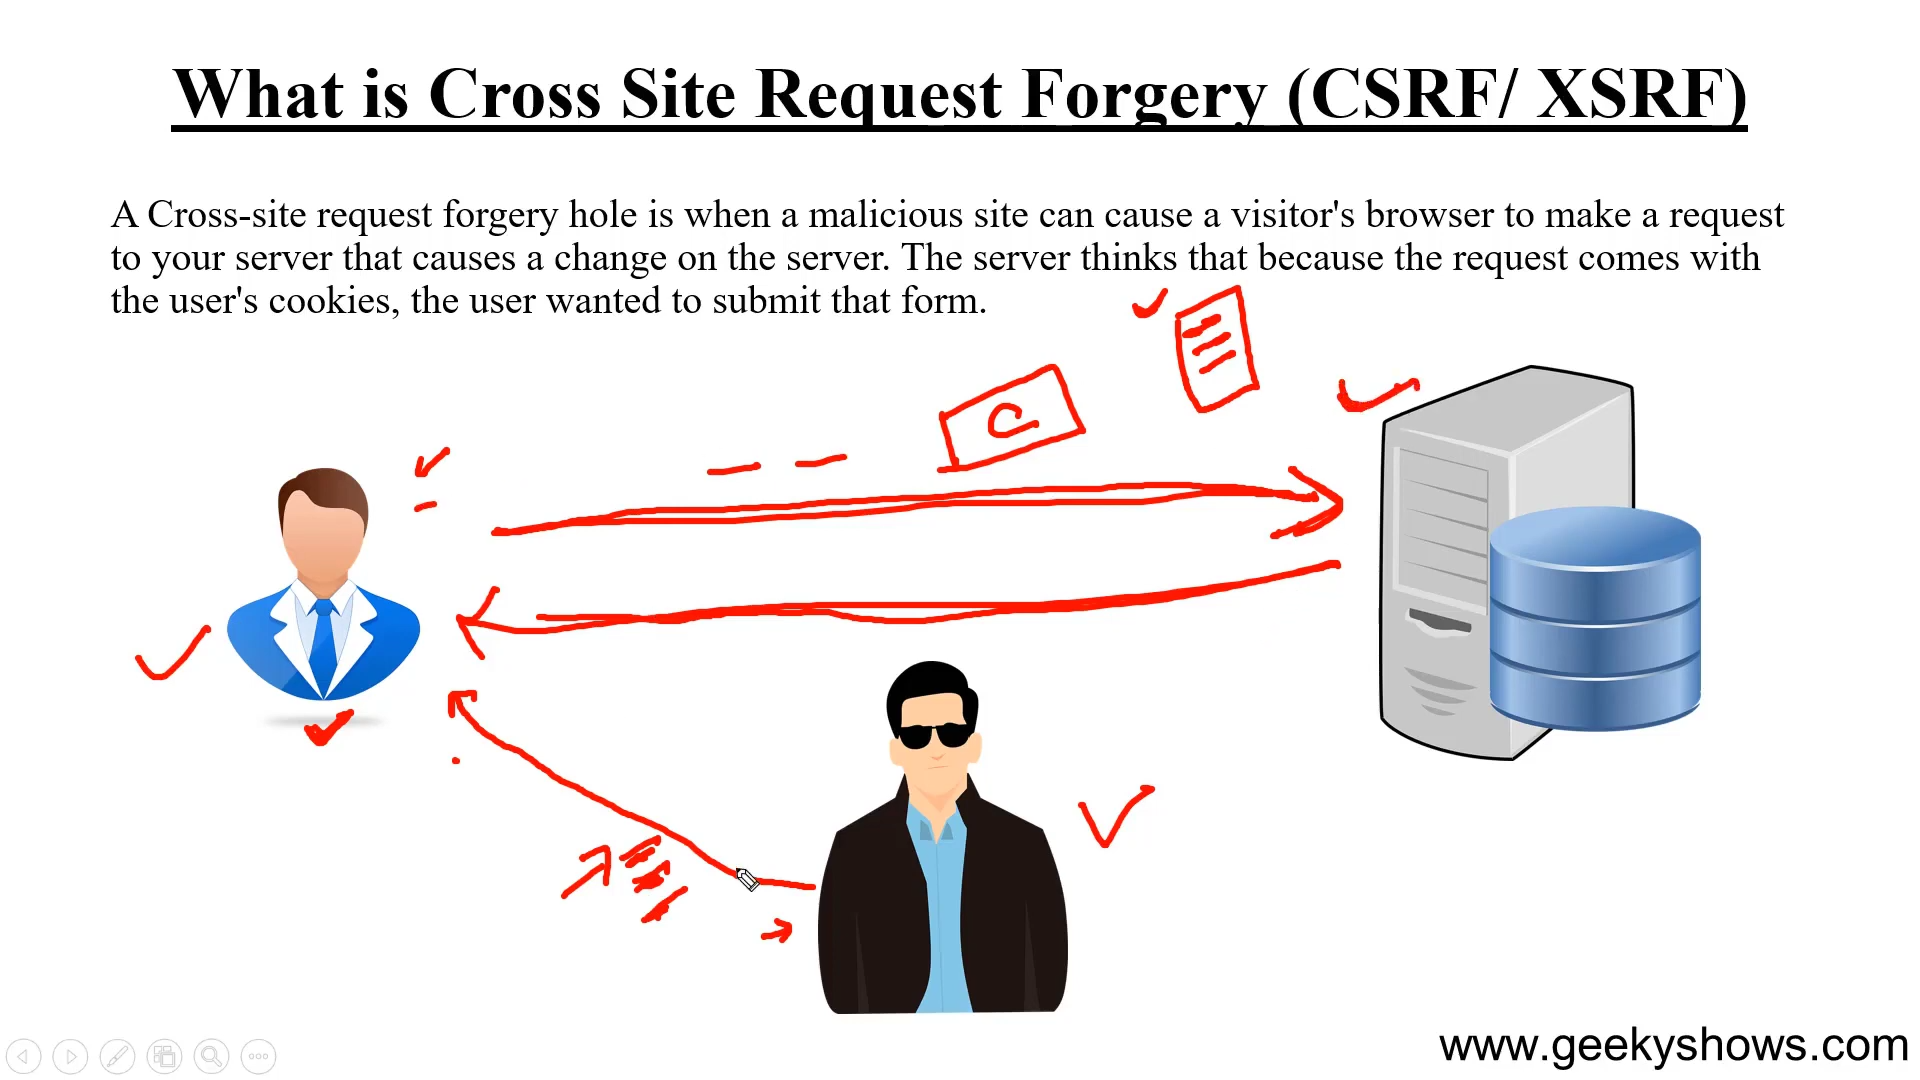 What is Cross Site Request Forgery (CSRF/ XSRF)
A Cross-site request forgery hole is when a malicious site can cause a visitor's browser to make a request
to your server that causes a change on the server. The server thinks that because the request comes with
the user's cookies, the user wanted to submit that form.
C
www.geekyshows.com